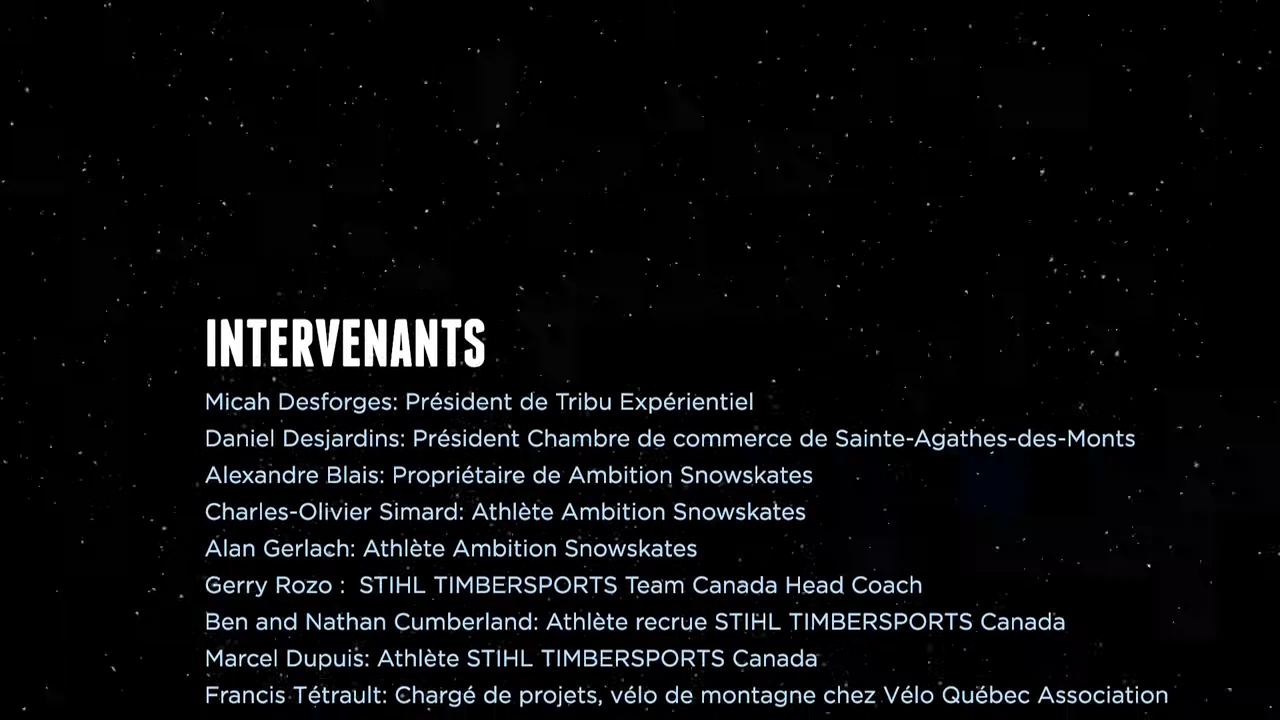 INTERVENANTS
Micah Desforges: Président de Tribu Expérientiel
Daniel Desjardins: Président Chambre de commerce de Sainte-Agathes-des-Monts
Alexandre Blais: Propriétaire de Ambition Snowskates
Charles-Olivier Simard: Athlète Ambition Snowskates
Alan Gerlach: Athlète Ambition Snowskates
Gerry Rozo :  STIHL TIMBERSPORTS Team Canada Head Coach
Ben and Nathan Cumberland: Athlète recrue STIHL TIMBERSPORTS Canada
Marcel Dupuis: Athlète STIHL TIMBERSPORTS Canada
Francis Tétrault: Chargé de projets, vélo de montagne chez Vélo Québec Association